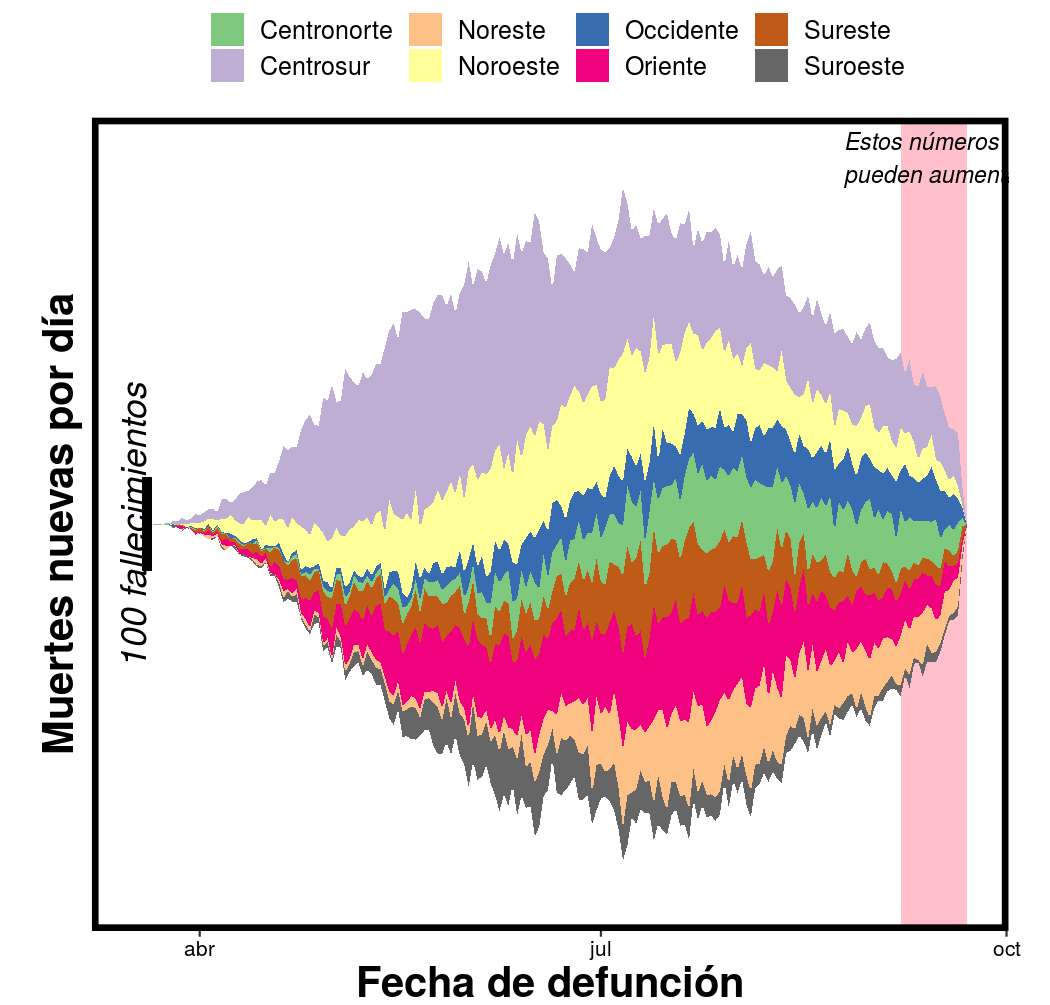 Centronorte Noreste Occidente Sureste
Centrosur Noroeste Oriente Suroeste
Estos números
pueden aument
Muertes nuevas por día
100 fallecimientos
abr jul oct
Fecha de defunción